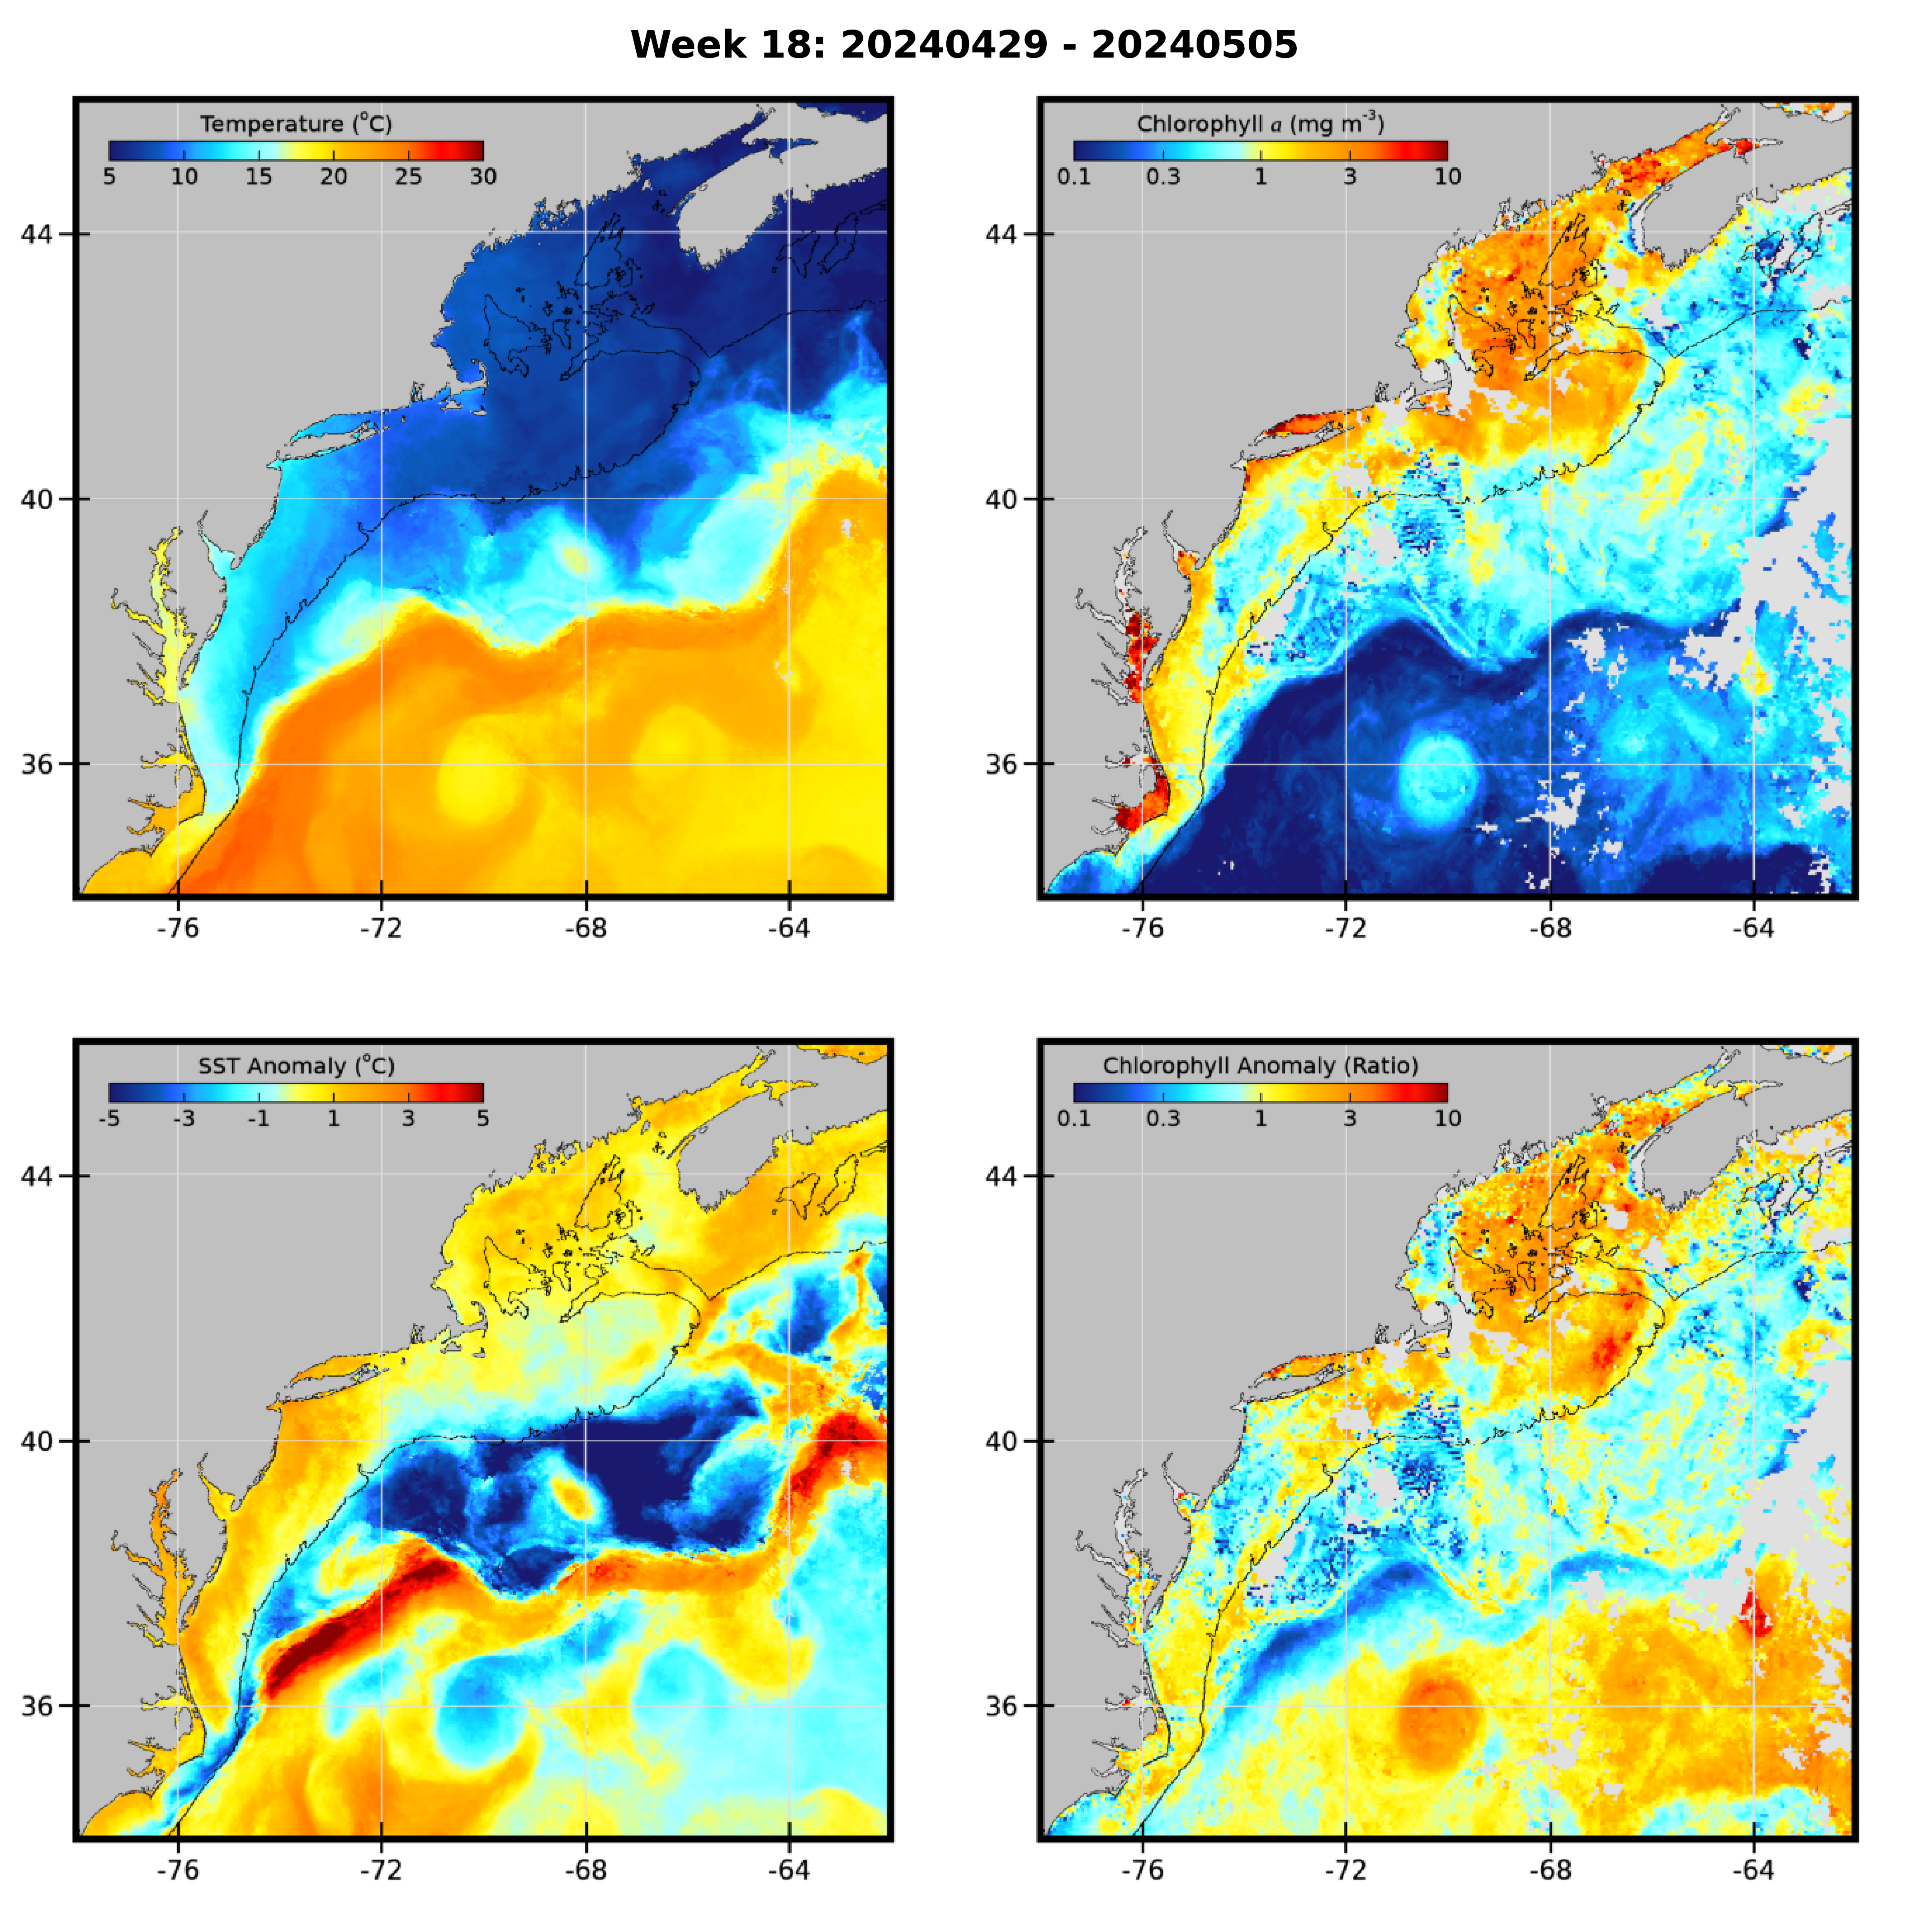 Week 18: 20240429 - 20240505
Temperature (°C)
5 10 15 20 25 30
44
40
36
-76 -72 -68 -64
Chlorophyll a (mg m⁻³)
0.1 0.3 1 3 10
44
40
36
-76 -72 -68 -64
SST Anomaly (°C)
-5 -3 -1 1 3 5
44
40
36
-76 -72 -68 -64
Chlorophyll Anomaly (Ratio)
0.1 0.3 1 3 10
44
40
36
-76 -72 -68 -64